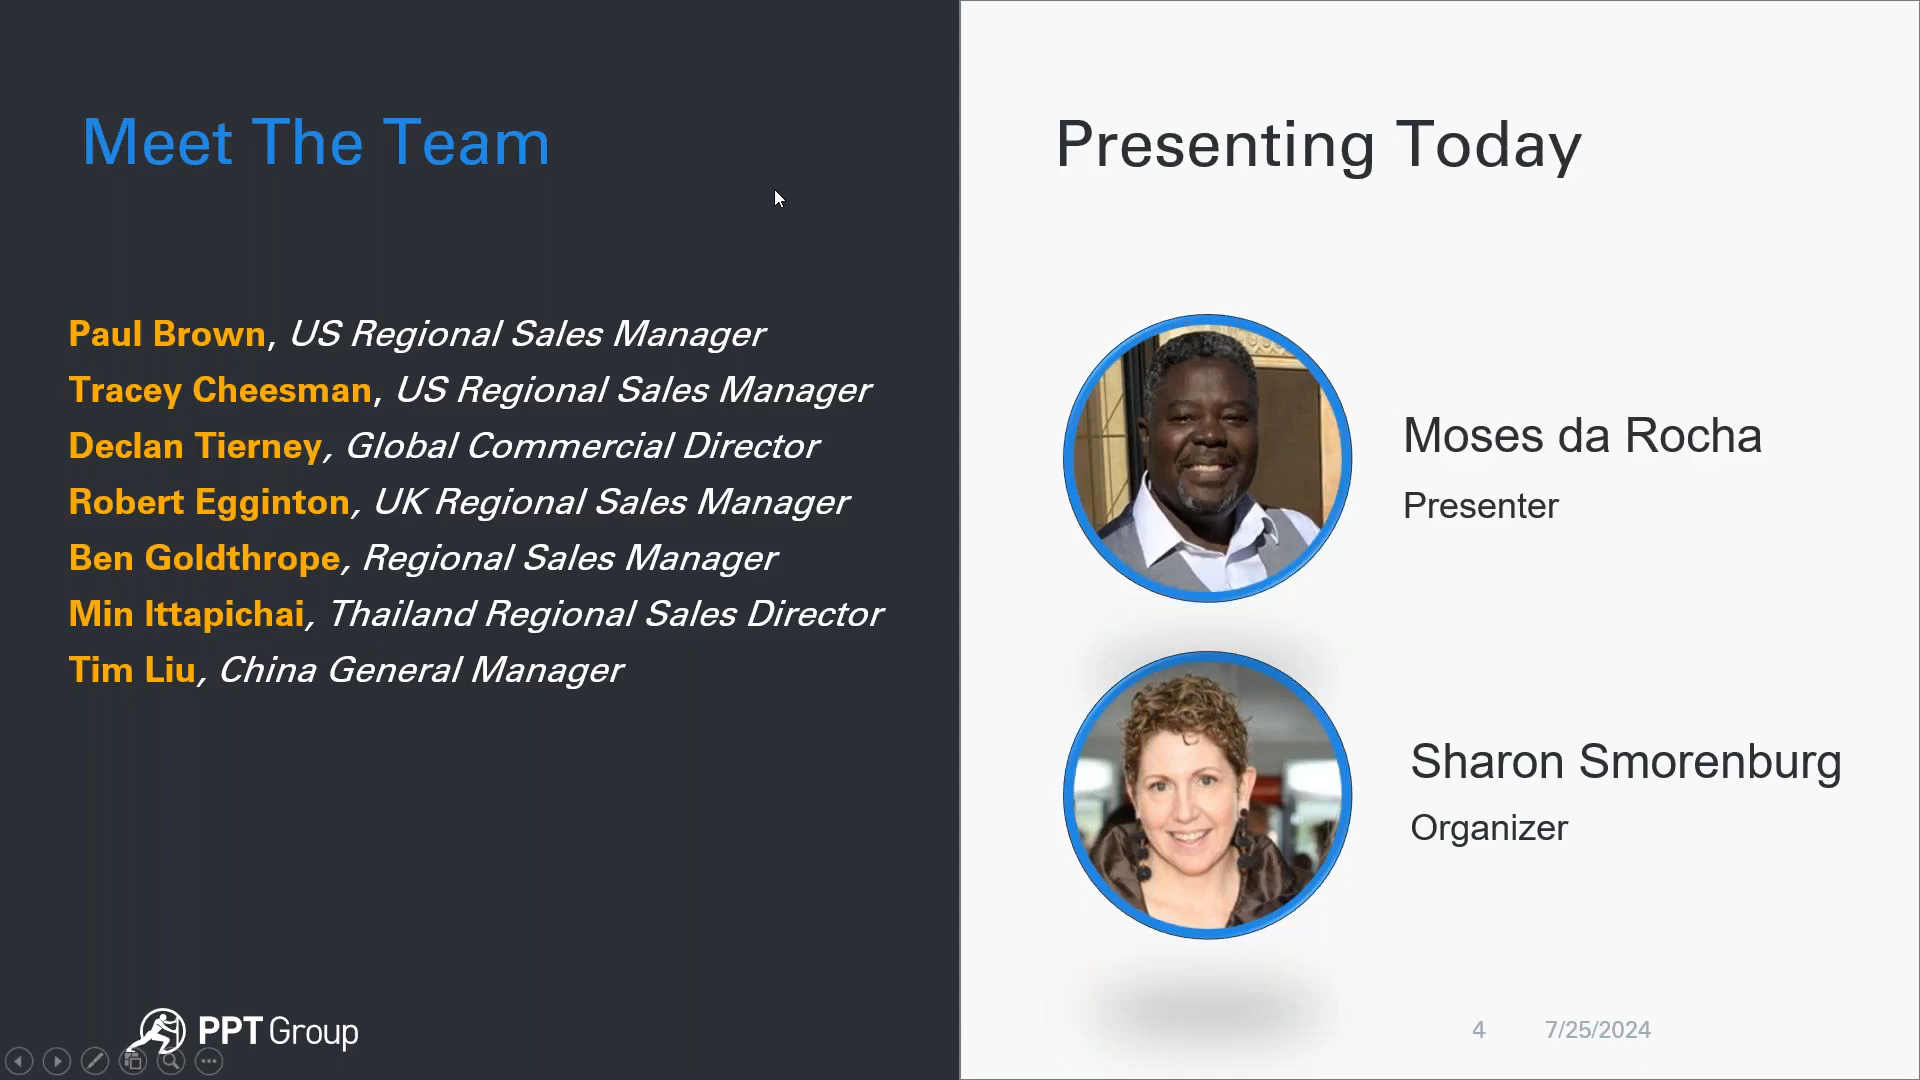 Meet The Team
Paul Brown, US Regional Sales Manager
Tracey Cheesman, US Regional Sales Manager
Declan Tierney, Global Commercial Director
Robert Egginton, UK Regional Sales Manager
Ben Goldthrope, Regional Sales Manager
Min Ittapichai, Thailand Regional Sales Director
Tim Liu, China General Manager
PPT Group
Presenting Today
Moses da Rocha
Presenter
Sharon Smorenburg
Organizer
4 7/25/2024